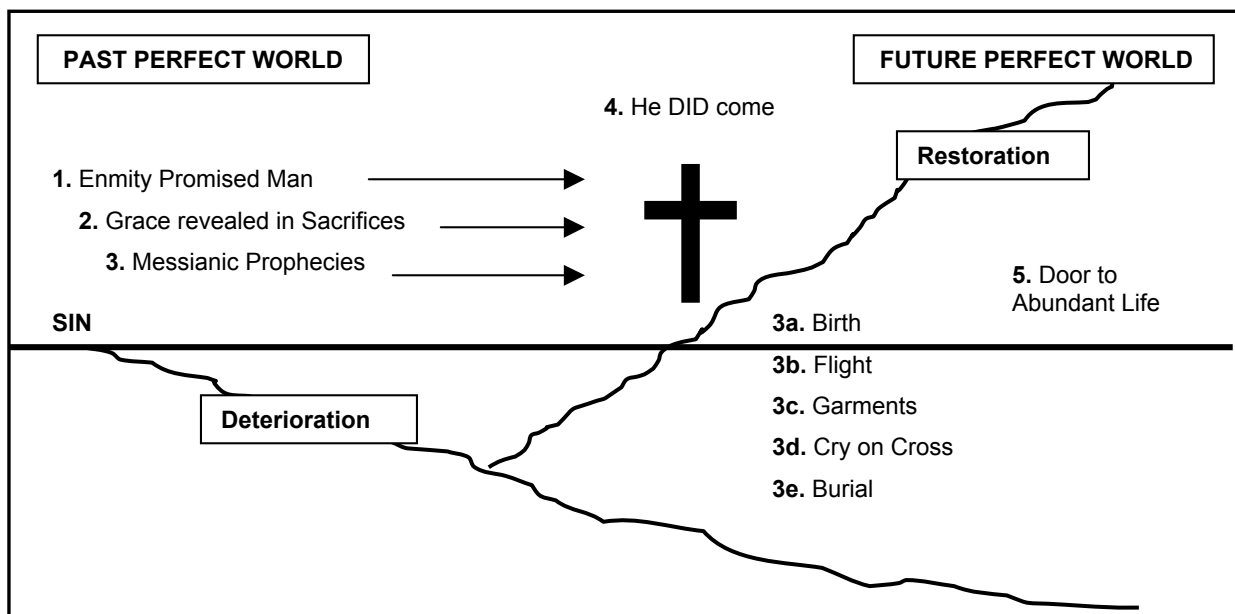 PAST PERFECT WORLD
FUTURE PERFECT WORLD
4. He DID come
Restoration
1. Enmity Promised Man
2. Grace revealed in Sacrifices
3. Messianic Prophecies
5. Door to
Abundant Life
SIN
3a. Birth
3b. Flight
Deterioration
3c. Garments
3d. Cry on Cross
3e. Burial